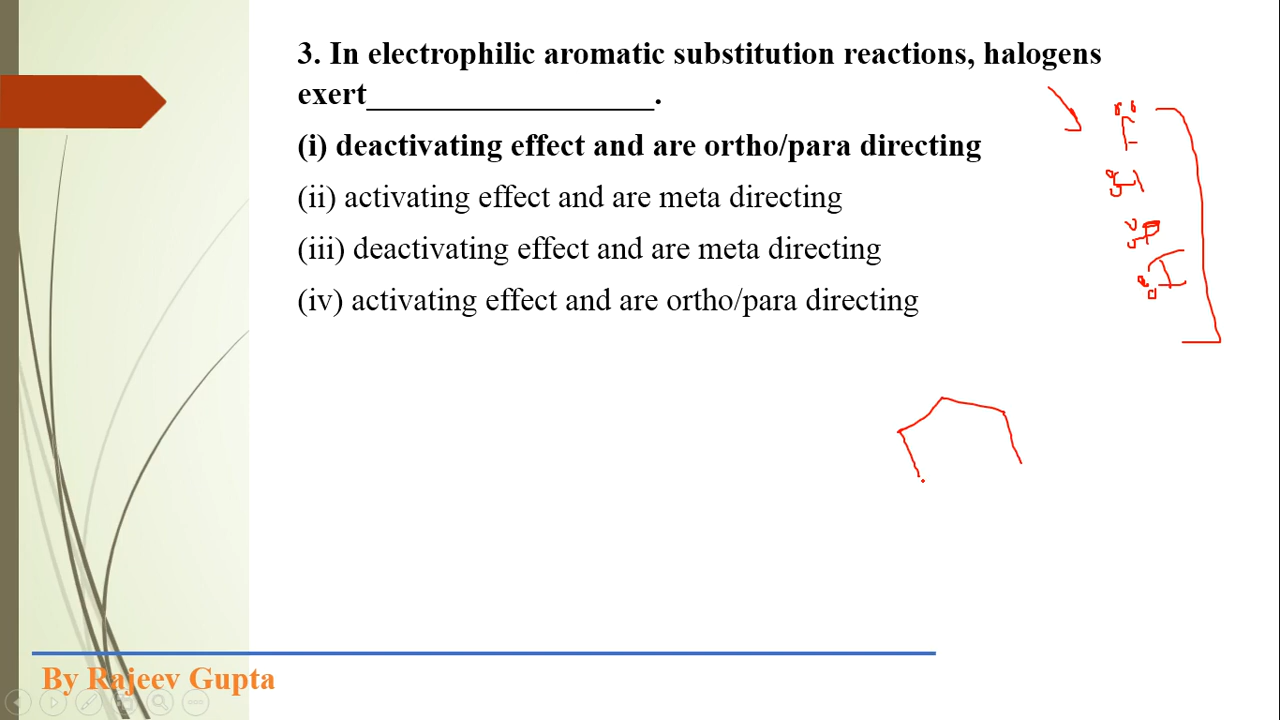 3. In electrophilic aromatic substitution reactions, halogens
exert__________________.
(i) deactivating effect and are ortho/para directing
(ii) activating effect and are meta directing
(iii) deactivating effect and are meta directing
(iv) activating effect and are ortho/para directing
F
I
By Rajeev Gupta